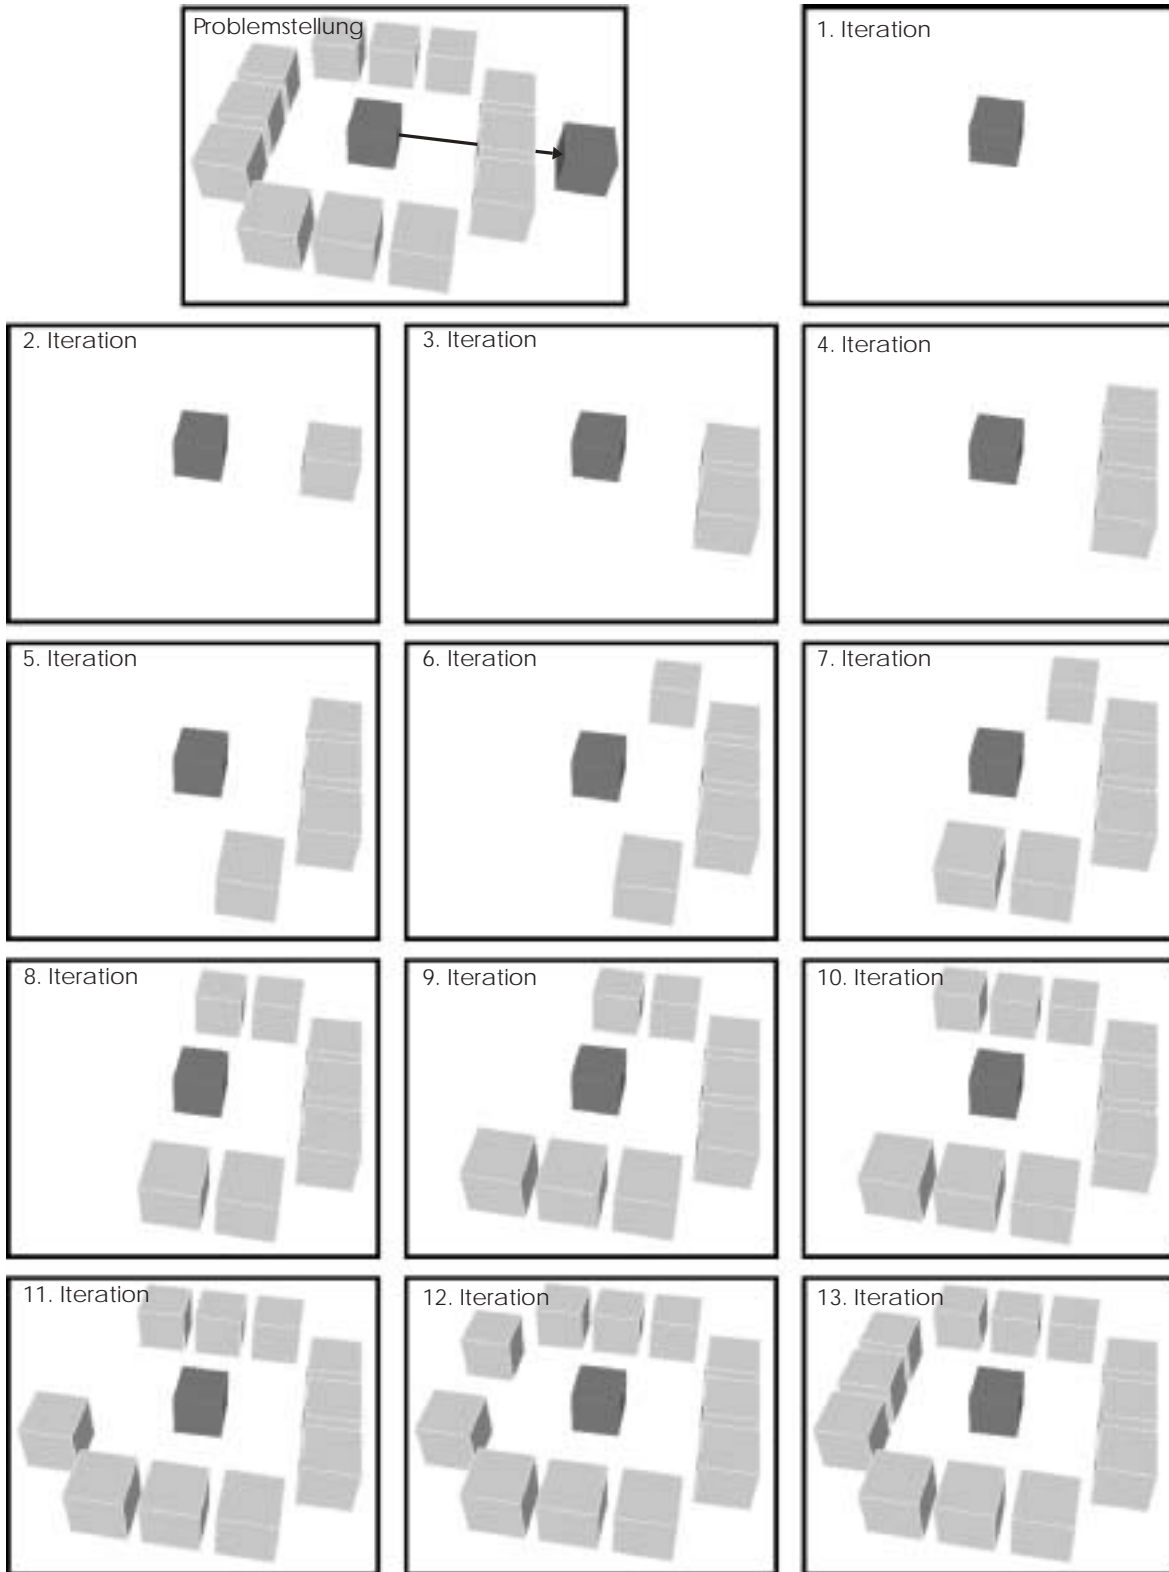 Problemstellung
1. Iteration
2. Iteration
3. Iteration
4. Iteration
5. Iteration
6. Iteration
7. Iteration
8. Iteration
9. Iteration
10. Iteration
11. Iteration
12. Iteration
13. Iteration